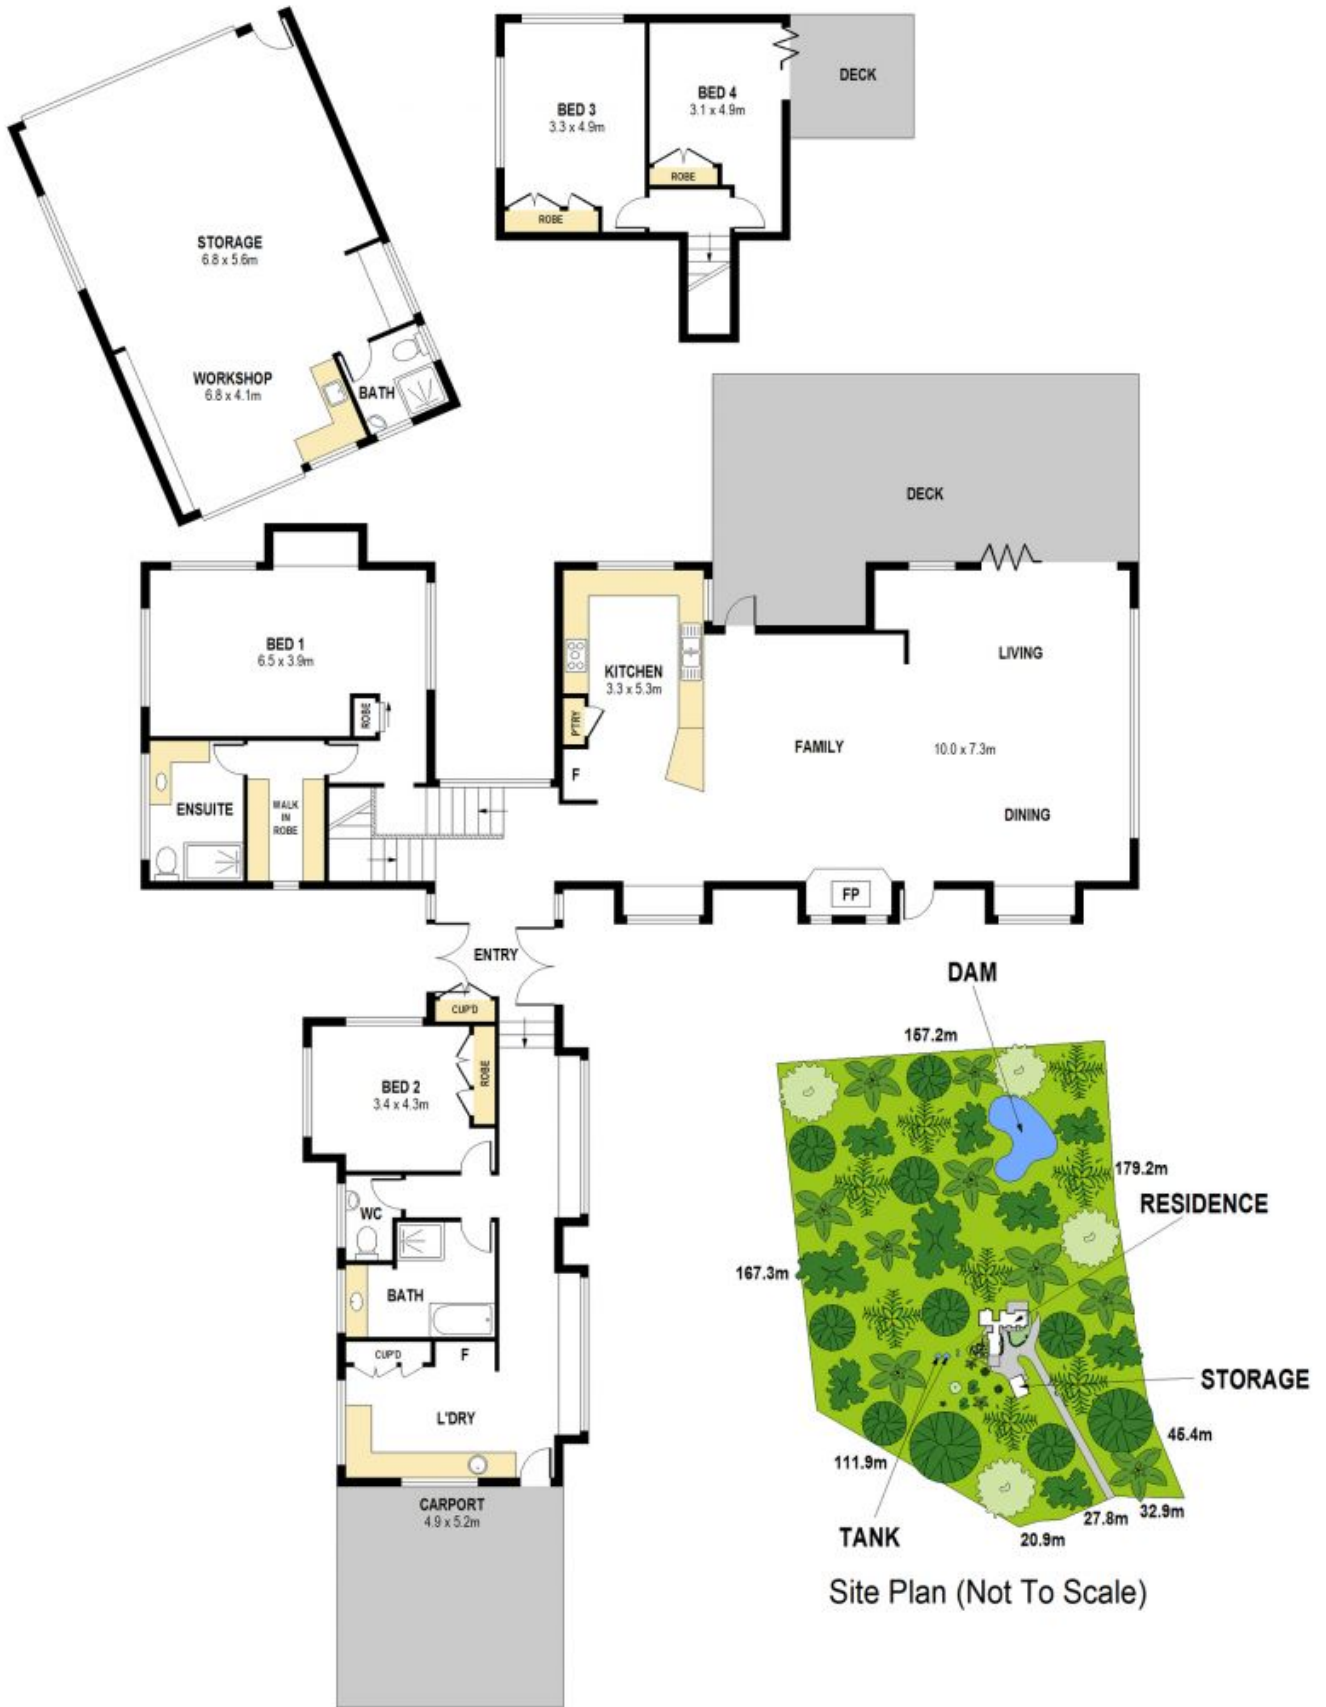 DECK
BED 4
3.1 x 4.9m
BED 3
3.3 x 4.9m
ROBE
ROBE
STORAGE
6.8 x 5.6m
WORKSHOP
6.8 x 4.1m
BATH
DECK
BED 1
6.5 x 3.9m
ROBE
ENSUITE
WALK
IN
ROBE
KITCHEN
3.3 x 5.3m
PTRY
F
FAMILY
LIVING
10.0 x 7.3m
DINING
FP
ENTRY
CUP'D
BED 2
3.4 x 4.3m
ROBE
WC
BATH
CUP'D
F
L'DRY
CARPORT
4.9 x 5.2m
DAM
157.2m
179.2m
RESIDENCE
167.3m
STORAGE
45.4m
111.9m
32.9m
27.8m
20.9m
TANK
Site Plan (Not To Scale)